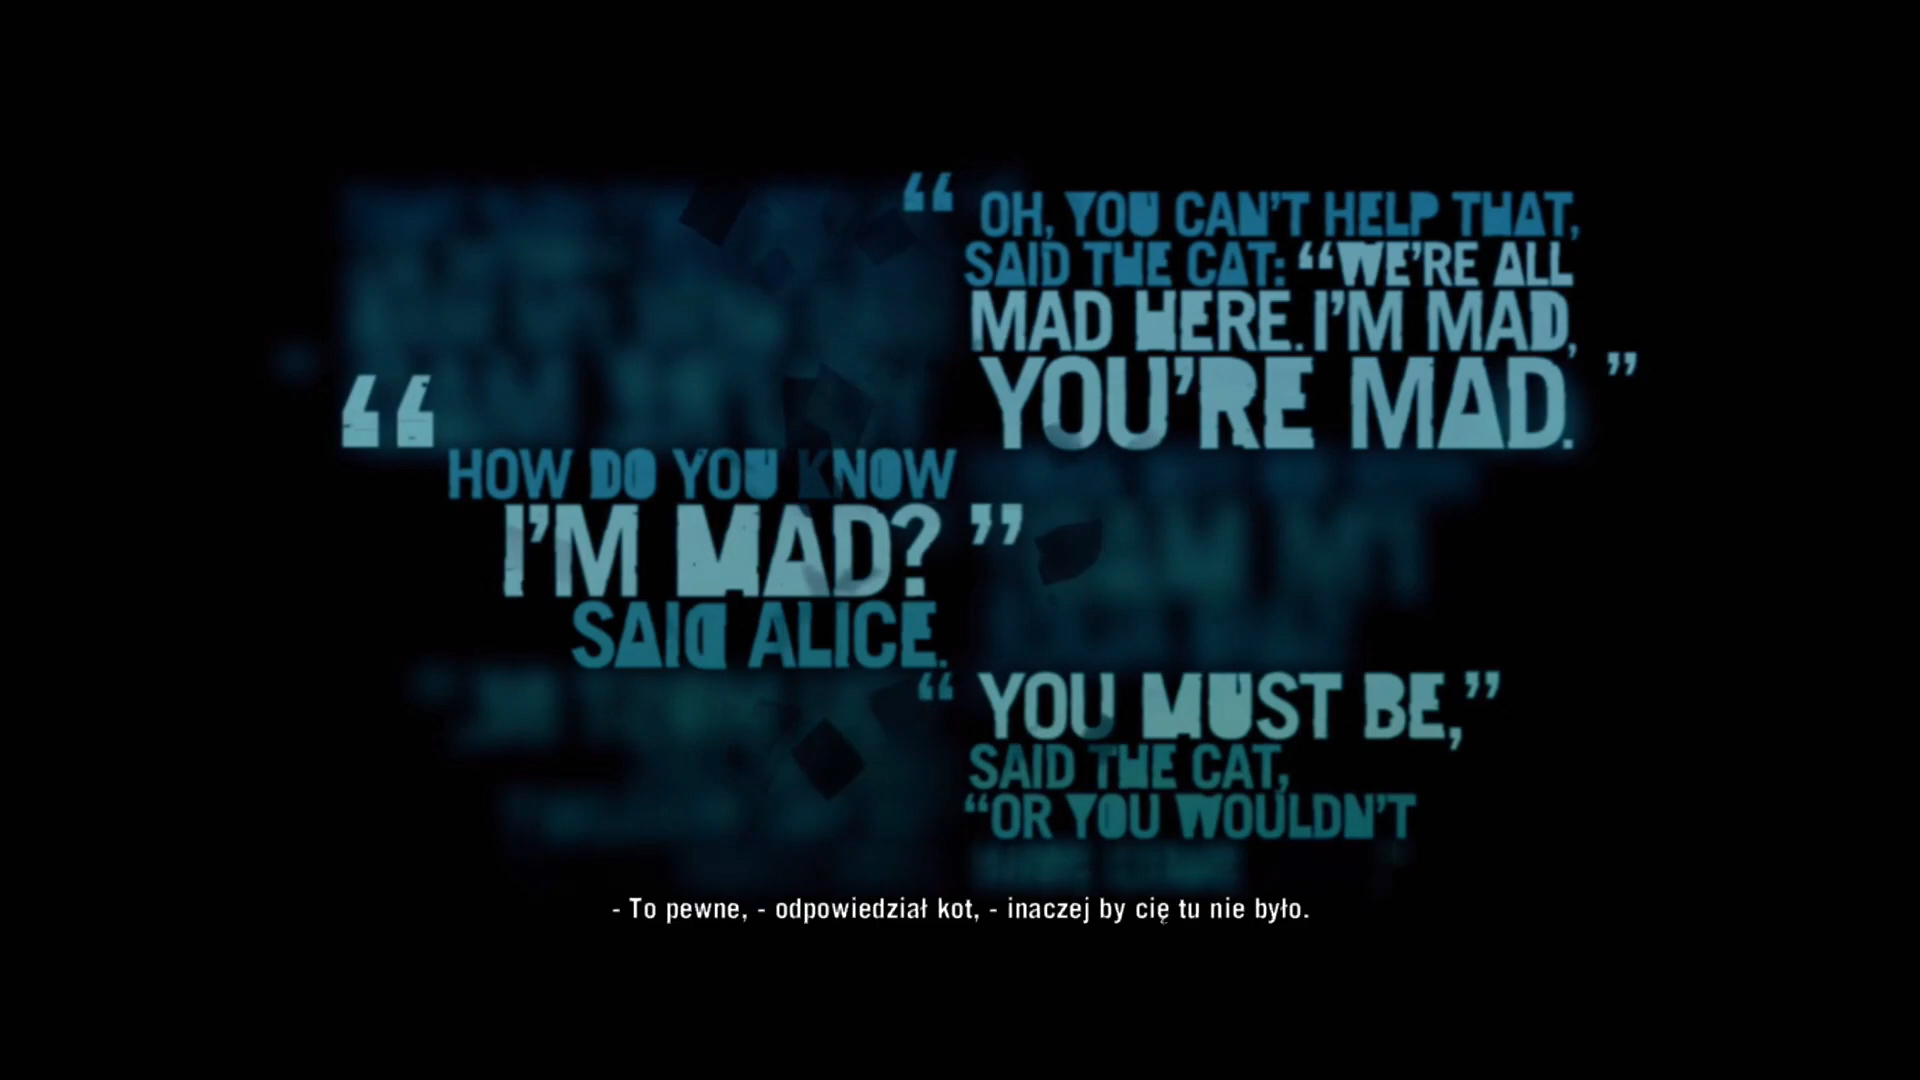 “ OH, YOU CAN'T HELP THAT,
SAID THE CAT: “WE'RE ALL
MAD HERE. I'M MAD,
YOU'RE MAD. ”
“ HOW DO YOU KNOW
I'M MAD? ”
SAID ALICE.
“ YOU MUST BE,”
SAID THE CAT,
“OR YOU WOULDN'T
- To pewne, - odpowiedział kot, - inaczej by cię tu nie było.